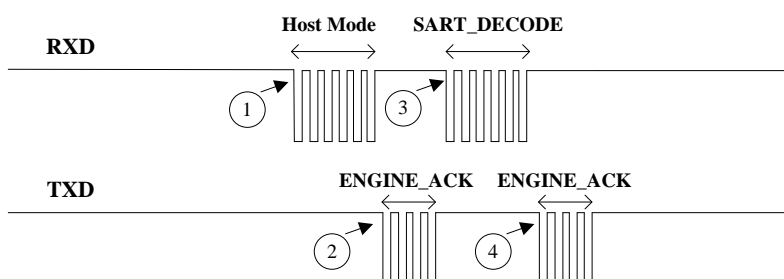 Host Mode SART_DECODE
RXD
1 3
ENGINE_ACK ENGINE_ACK
TXD
2 4